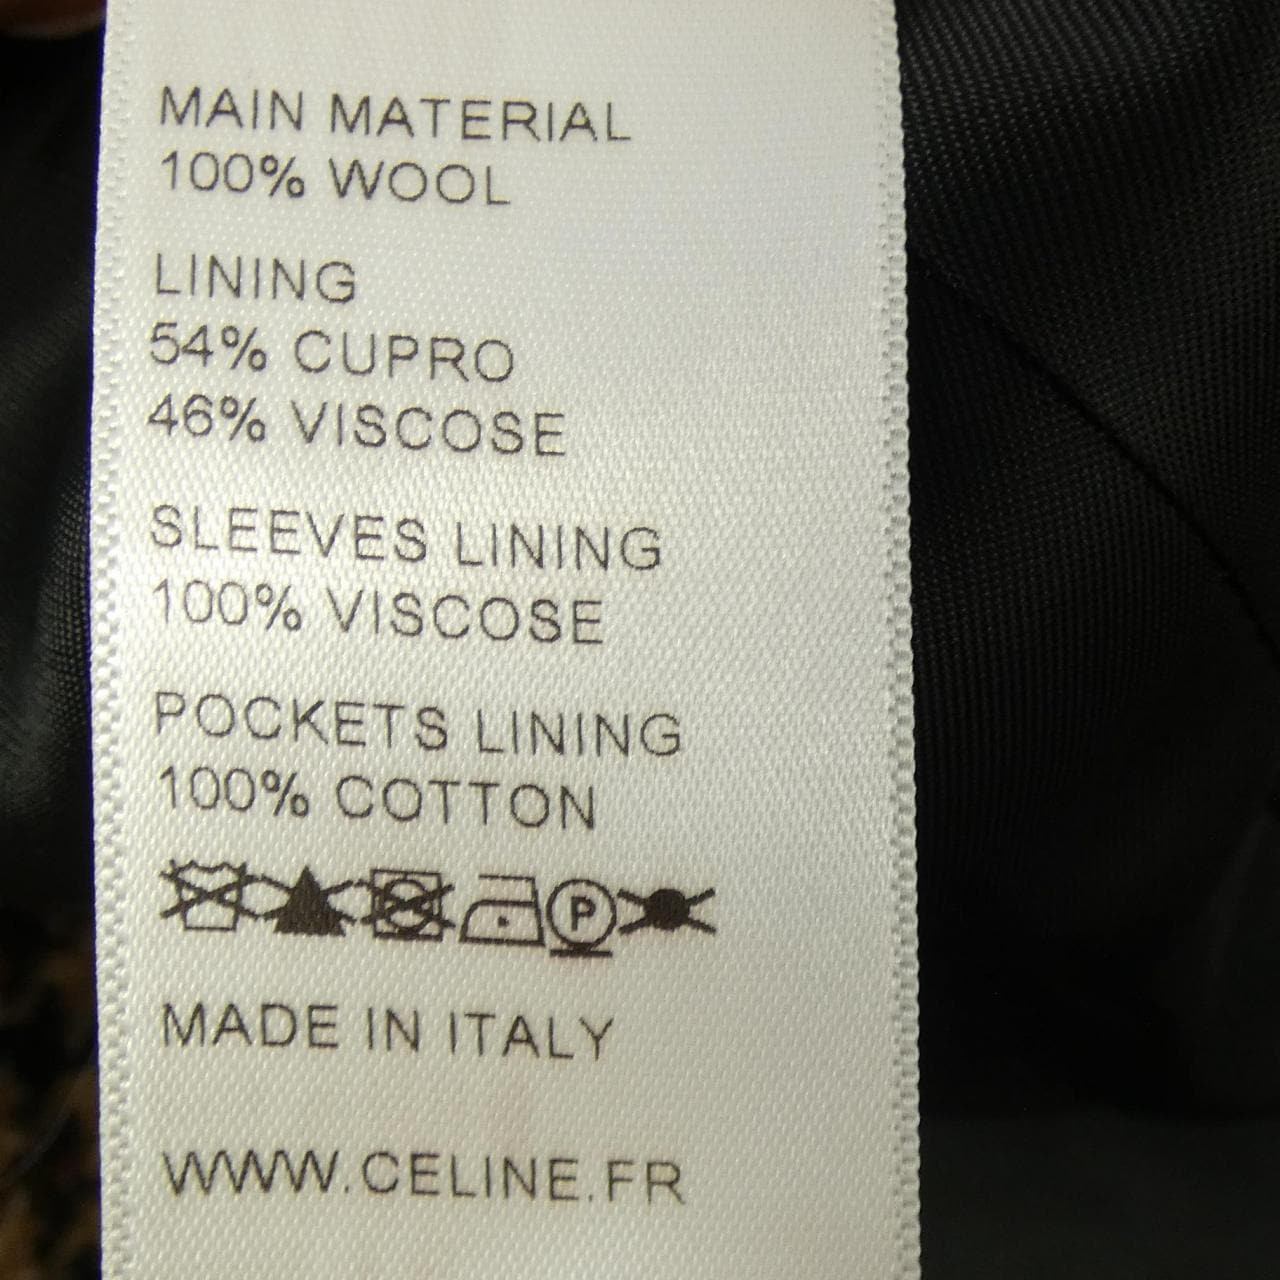 MAIN MATERIAL
100% WOOL
LINING
54% CUPRO
46% VISCOSE
SLEEVES LINING
100% VISCOSE
POCKETS LINING
100% COTTON
P
MADE IN ITALY
WWW.CELINE.FR